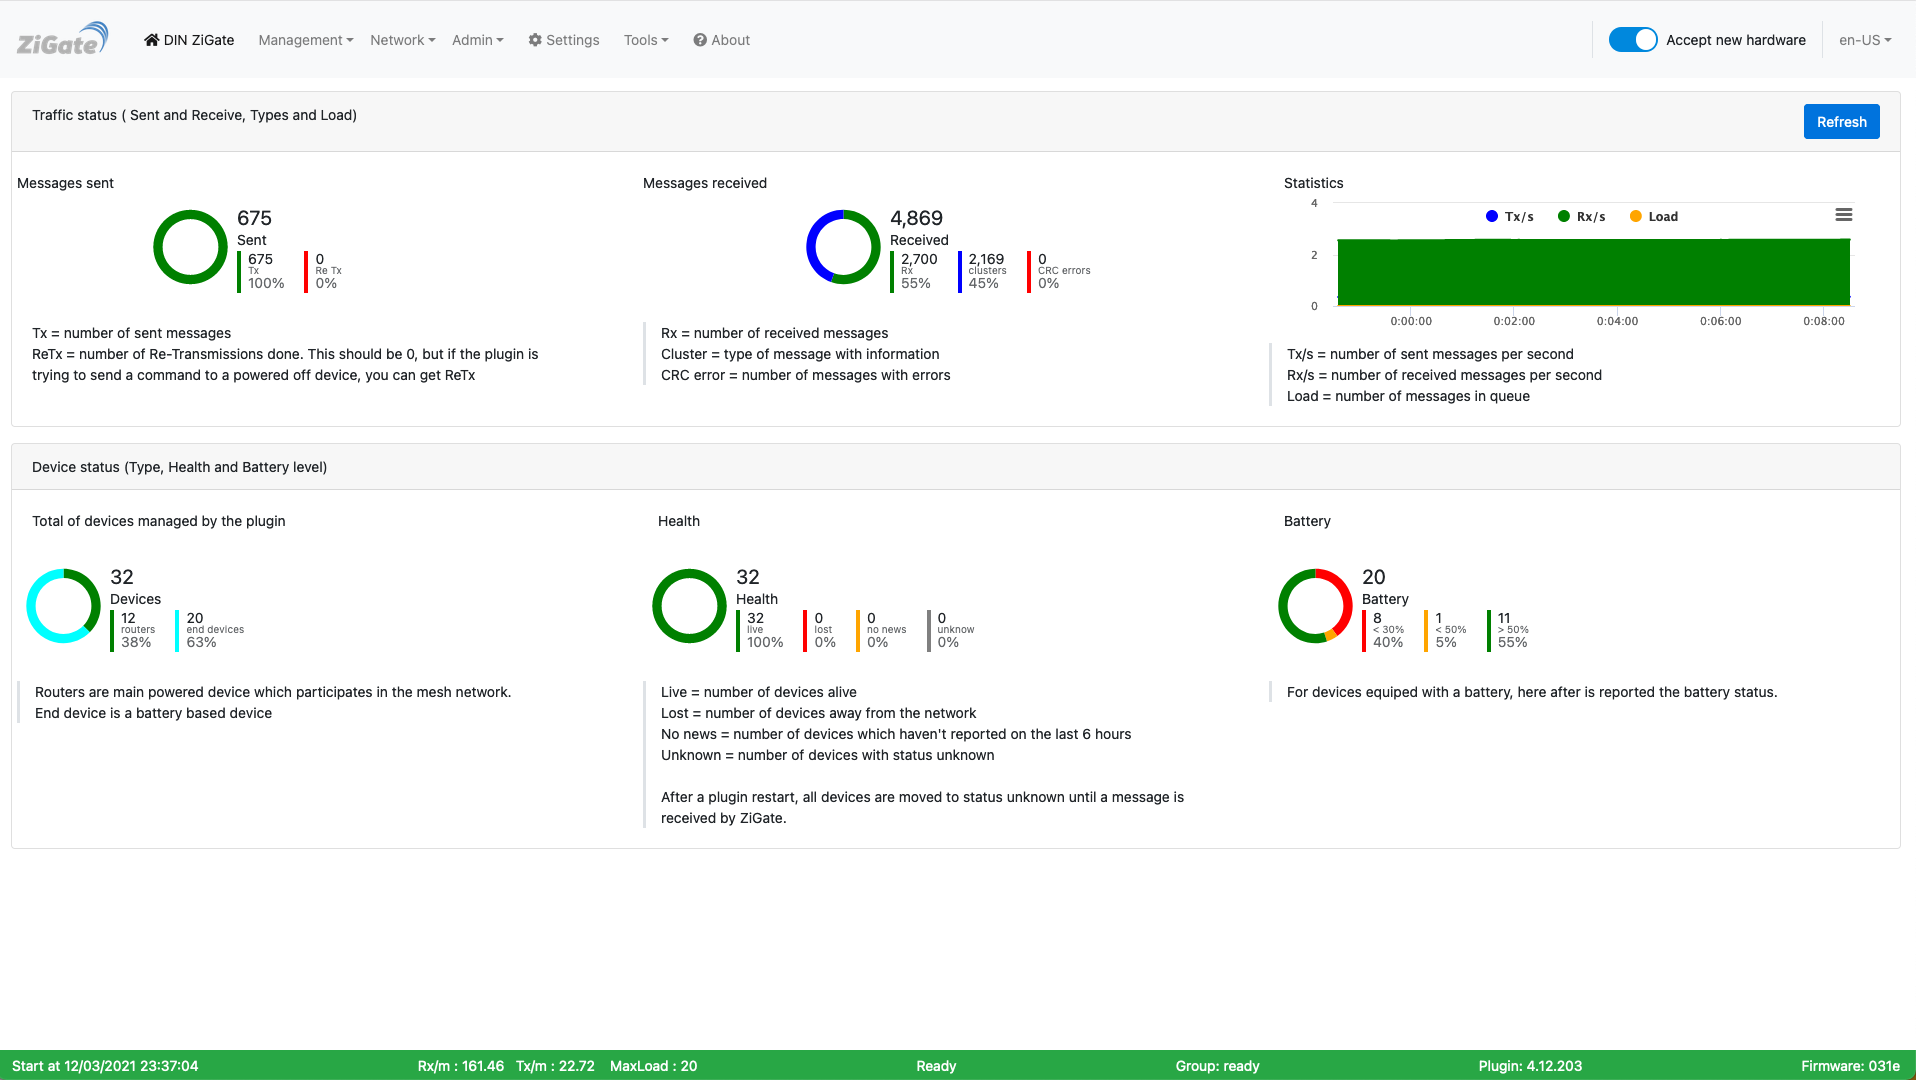 ZiGate DIN ZiGate Management Network Admin Settings Tools About Accept new hardware en-US
Traffic status ( Sent and Receive, Types and Load)
Refresh
Messages sent
675
Sent
675 0
Tx Re Tx
100% 0%
Tx = number of sent messages
ReTx = number of Re-Transmissions done. This should be 0, but if the plugin is
trying to send a command to a powered off device, you can get ReTx
Messages received
4,869
Received
2,700 2,169 0
Rx clusters CRC errors
55% 45% 0%
Rx = number of received messages
Cluster = type of message with information
CRC error = number of messages with errors
Statistics
4
Tx/s Rx/s Load
2
0
0:00:00 0:02:00 0:04:00 0:06:00 0:08:00
Tx/s = number of sent messages per second
Rx/s = number of received messages per second
Load = number of messages in queue
Device status (Type, Health and Battery level)
Total of devices managed by the plugin
32
Devices
12 20
routers end devices
38% 63%
Routers are main powered device which participates in the mesh network.
End device is a battery based device
Health
32
Health
32 0 0 0
live lost no news unknow
100% 0% 0% 0%
Live = number of devices alive
Lost = number of devices away from the network
No news = number of devices which haven't reported on the last 6 hours
Unknown = number of devices with status unknown
After a plugin restart, all devices are moved to status unknown until a message is
received by ZiGate.
Battery
20
Battery
8 1 11
< 30% < 50% > 50%
40% 5% 55%
For devices equiped with a battery, here after is reported the battery status.
Start at 12/03/2021 23:37:04 Rx/m : 161.46 Tx/m : 22.72 MaxLoad : 20 Ready Group: ready Plugin: 4.12.203 Firmware: 031e